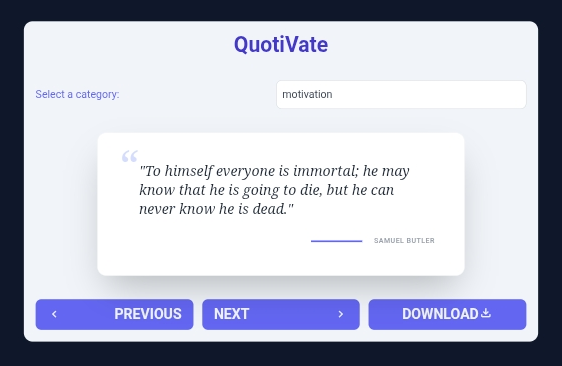 QuotiVate
Select a category:
motivation
“
"To himself everyone is immortal; he may
know that he is going to die, but he can
never know he is dead."
SAMUEL BUTLER
PREVIOUS
NEXT
DOWNLOAD